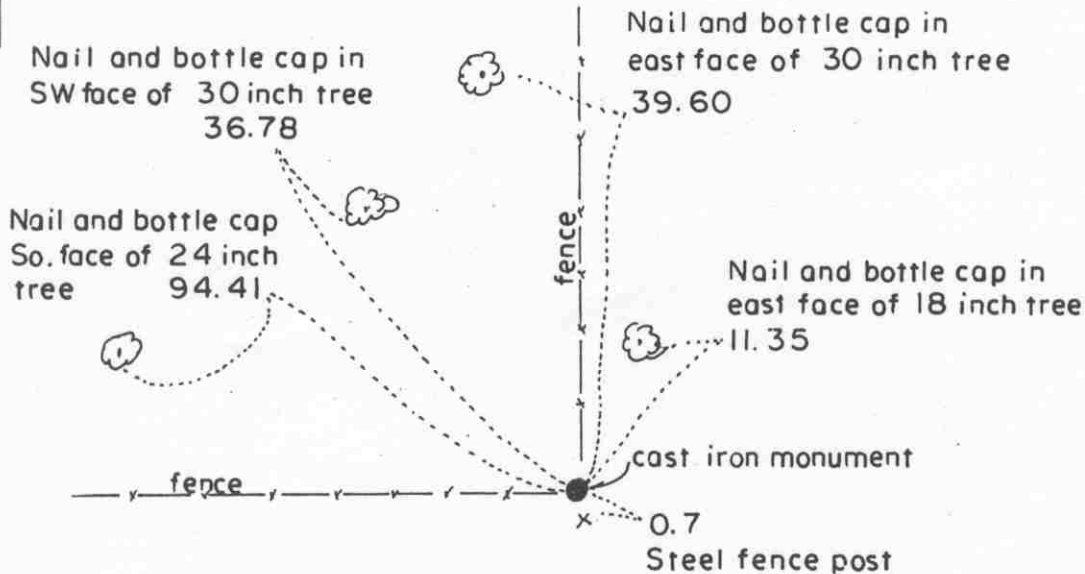 Nail and bottle cap in
SW face of 30 inch tree
36.78
Nail and bottle cap in
east face of 30 inch tree
39.60
Nail and bottle cap
So. face of 24 inch
tree 94.41
fence
Nail and bottle cap in
east face of 18 inch tree
11.35
cast iron monument
fence
0.7
Steel fence post